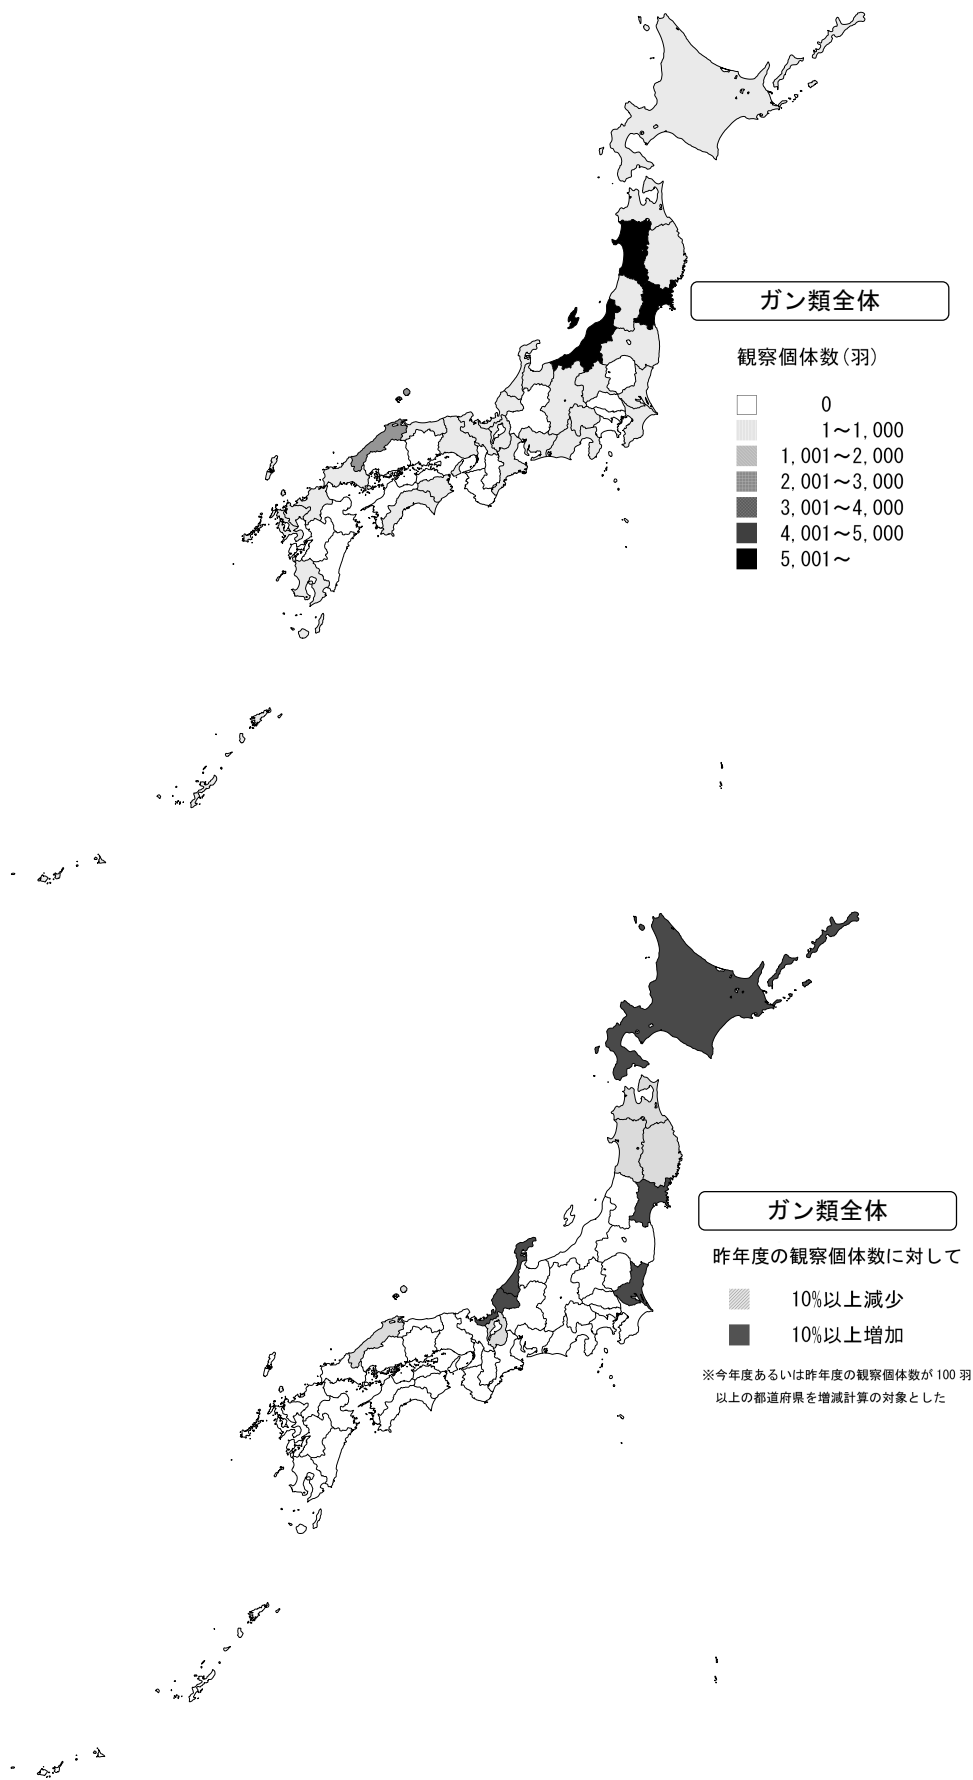 ガン類全体
観察個体数(羽)
0
1～1,000
1,001～2,000
2,001～3,000
3,001～4,000
4,001～5,000
5,001～
ガン類全体
昨年度の観察個体数に対して
10%以上減少
10%以上増加
※今年度あるいは昨年度の観察個体数が 100 羽
以上の都道府県を増減計算の対象とした